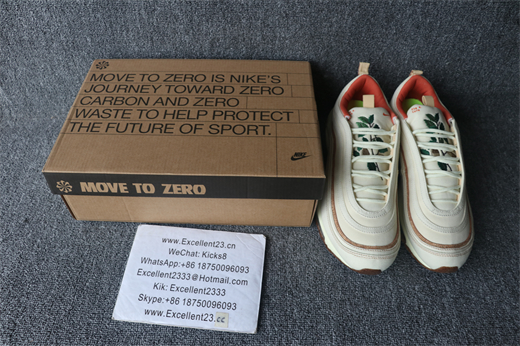 MOVE TO ZERO IS NIKE'S
JOURNEY TOWARD ZERO
CARBON AND ZERO
WASTE TO HELP PROTECT
THE FUTURE OF SPORT.
NIKE
MOVE TO ZERO
www.Excellent23.cn
WeChat: Kicks8
WhatsApp:+86 18750096093
Excellent2333@Hotmail.com
Kik: Excellent2333
Skype:+86 18750096093
www.Excellent23.cc